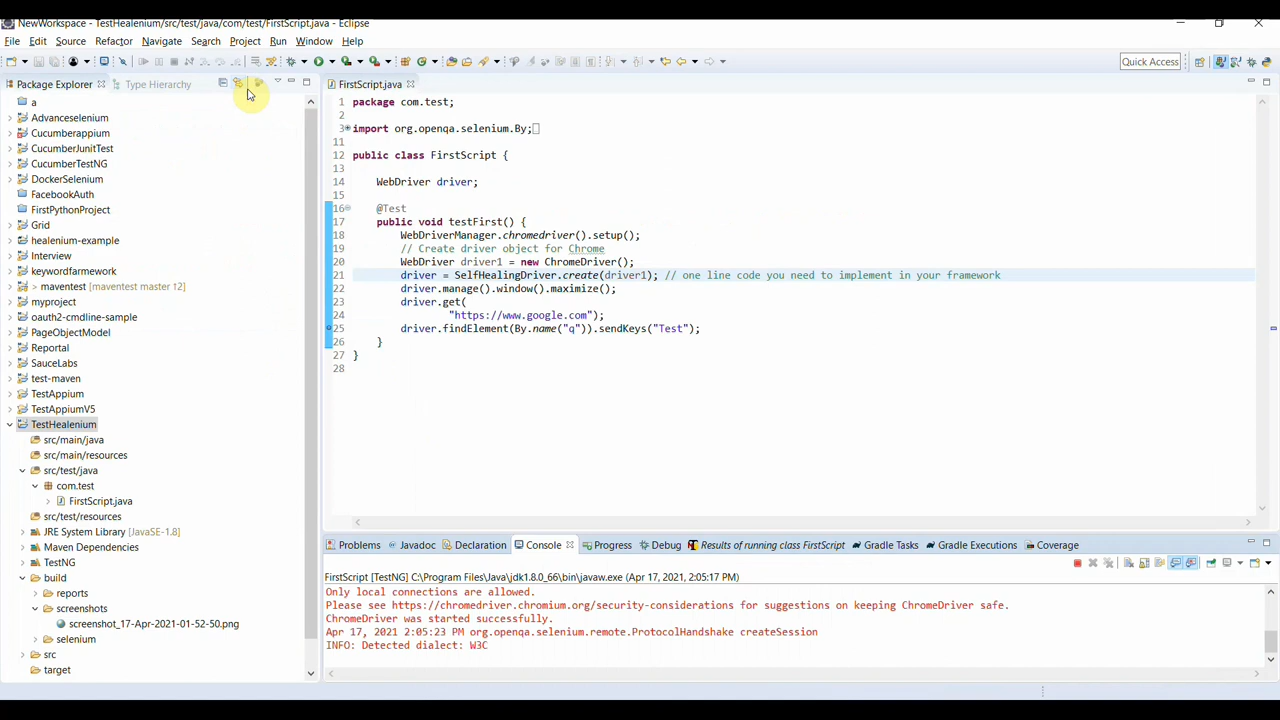 NewWorkspace - TestHealenium/src/test/java/com/test/FirstScript.java - Eclipse
File Edit Source Refactor Navigate Search Project Run Window Help
Quick Access
Package Explorer Type Hierarchy
a
Advanceselenium
Cucumberappium
CucumberJunitTest
CucumberTestNG
DockerSelenium
FacebookAuth
FirstPythonProject
Grid
healenium-example
Interview
keywordfarmework
> maventest [maventest master 12]
myproject
oauth2-cmdline-sample
PageObjectModel
Reportal
SauceLabs
test-maven
TestAppium
TestAppiumV5
TestHealenium
src/main/java
src/main/resources
src/test/java
com.test
FirstScript.java
src/test/resources
JRE System Library [JavaSE-1.8]
Maven Dependencies
TestNG
build
reports
screenshots
screenshot_17-Apr-2021-01-52-50.png
selenium
src
target
FirstScript.java
1 package com.test;
2
3 import org.openqa.selenium.By;
11
12 public class FirstScript {
13
14 WebDriver driver;
15
16 @Test
17 public void testFirst() {
18 WebDriverManager.chromedriver().setup();
19 // Create driver object for Chrome
20 WebDriver driver1 = new ChromeDriver();
21 driver = SelfHealingDriver.create(driver1); // one line code you need to implement in your framework
22 driver.manage().window().maximize();
23 driver.get(
24 "https://www.google.com");
25 driver.findElement(By.name("q")).sendKeys("Test");
26 }
27 }
28
Problems Javadoc Declaration Console Progress Debug Results of running class FirstScript Gradle Tasks Gradle Executions Coverage
FirstScript [TestNG] C:\Program Files\Java\jdk1.8.0_66\bin\javaw.exe (Apr 17, 2021, 2:05:17 PM)
Only local connections are allowed.
Please see https://chromedriver.chromium.org/security-considerations for suggestions on keeping ChromeDriver safe.
ChromeDriver was started successfully.
Apr 17, 2021 2:05:23 PM org.openqa.selenium.remote.ProtocolHandshake createSession
INFO: Detected dialect: W3C